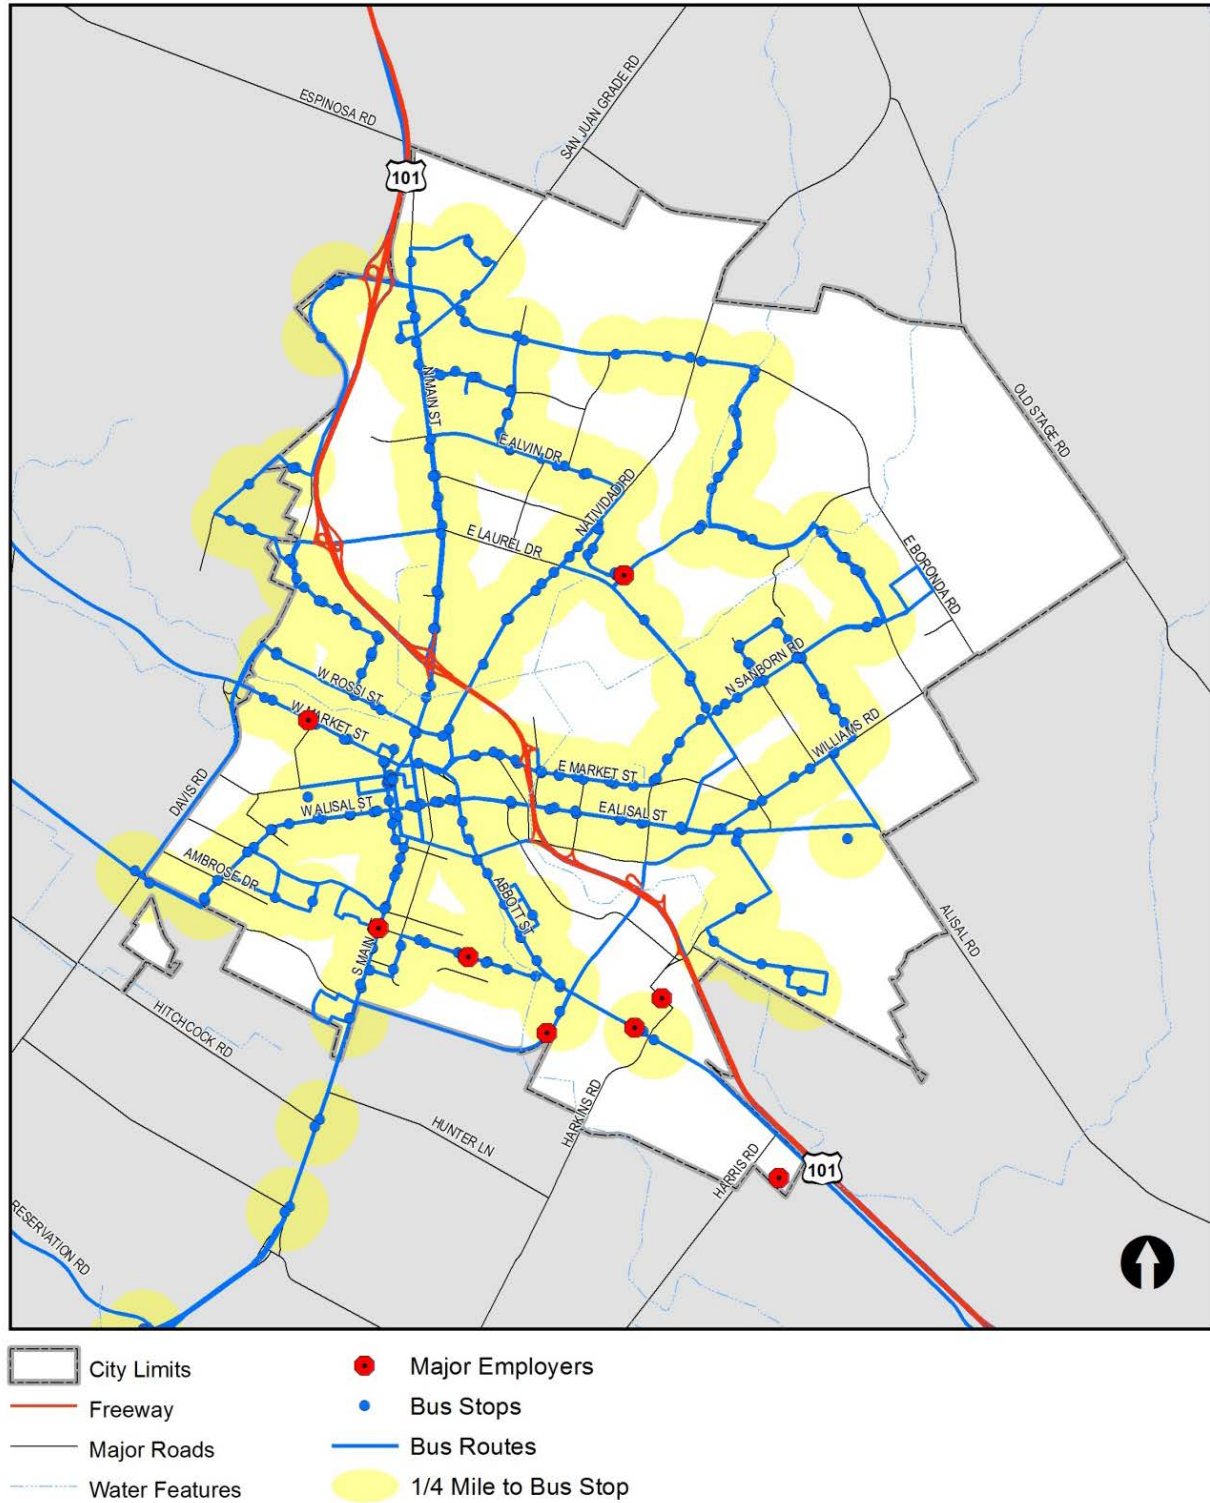 ESPINOSA RD
SAN JUAN GRADE RD
101
OLD STAGE RD
N MAIN ST
E ALVIN DR
NATIVIDAD RD
E LAUREL DR
E BORONDA RD
N SANBORN RD
W ROSSI ST
W MARKET ST
WILLIAMS RD
E MARKET ST
DAVIS RD
W ALISAL ST
E ALISAL ST
AMBROSE DR
ABBOTT ST
ALISAL RD
S MAIN
HITCHCOCK RD
HUNTER LN
HARKINS RD
HARRIS RD
101
RESERVATION RD
City Limits
Freeway
Major Roads
Water Features
Major Employers
Bus Stops
Bus Routes
1/4 Mile to Bus Stop